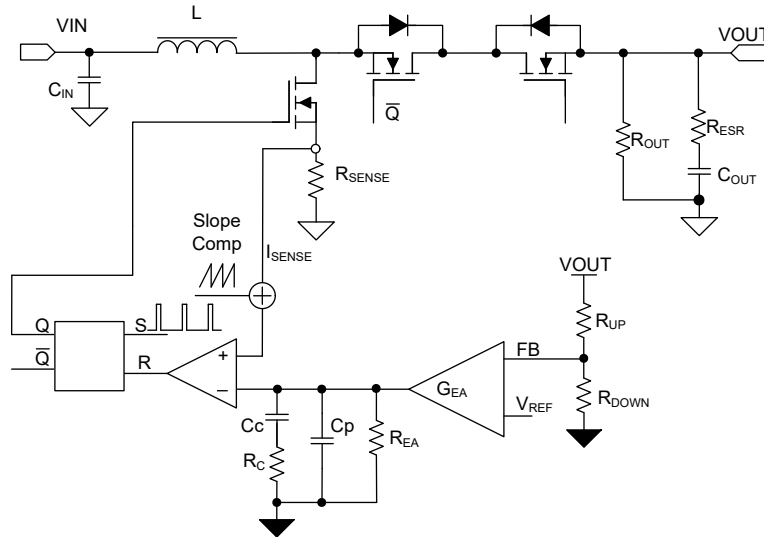 VIN
L
VOUT
CIN
Q̅
ROUT
RESR
COUT
RSENSE
Slope
Comp
ISENSE
VOUT
RUP
Q
S
Q̅
R
+
−
FB
GEA
VREF
RDOWN
Cc
Cp
REA
RC